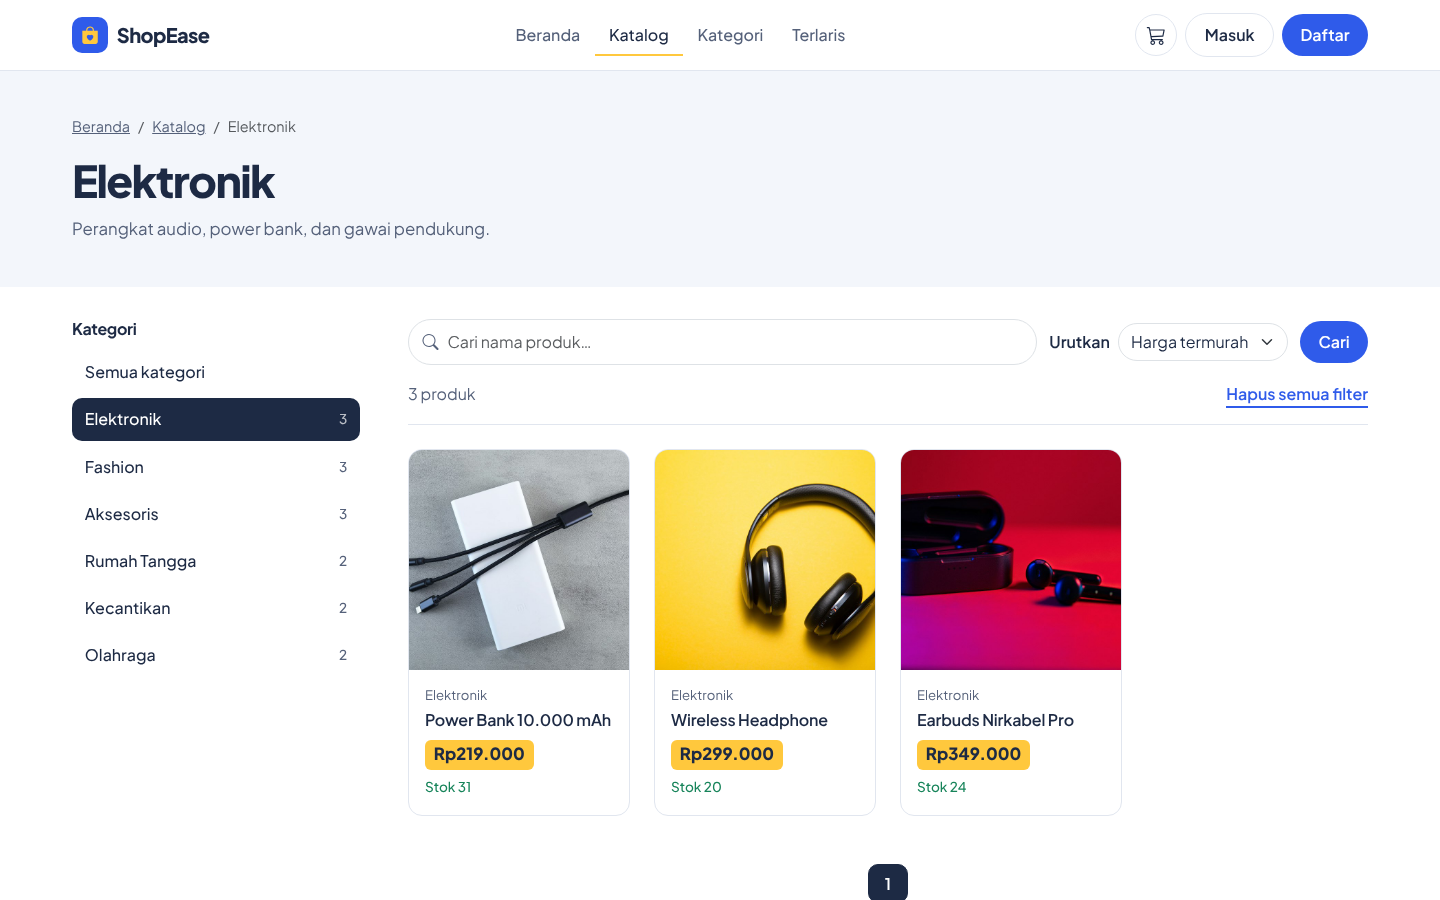 ShopEase
Beranda
Katalog
Kategori
Terlaris
Masuk
Daftar
Beranda / Katalog / Elektronik
Elektronik
Perangkat audio, power bank, dan gawai pendukung.
Kategori
Semua kategori
Elektronik 3
Fashion 3
Aksesoris 3
Rumah Tangga 2
Kecantikan 2
Olahraga 2
Cari nama produk...
Urutkan
Harga termurah
Cari
3 produk
Hapus semua filter
Elektronik
Power Bank 10.000 mAh
Rp219.000
Stok 31
Elektronik
Wireless Headphone
Rp299.000
Stok 20
Elektronik
Earbuds Nirkabel Pro
Rp349.000
Stok 24
1